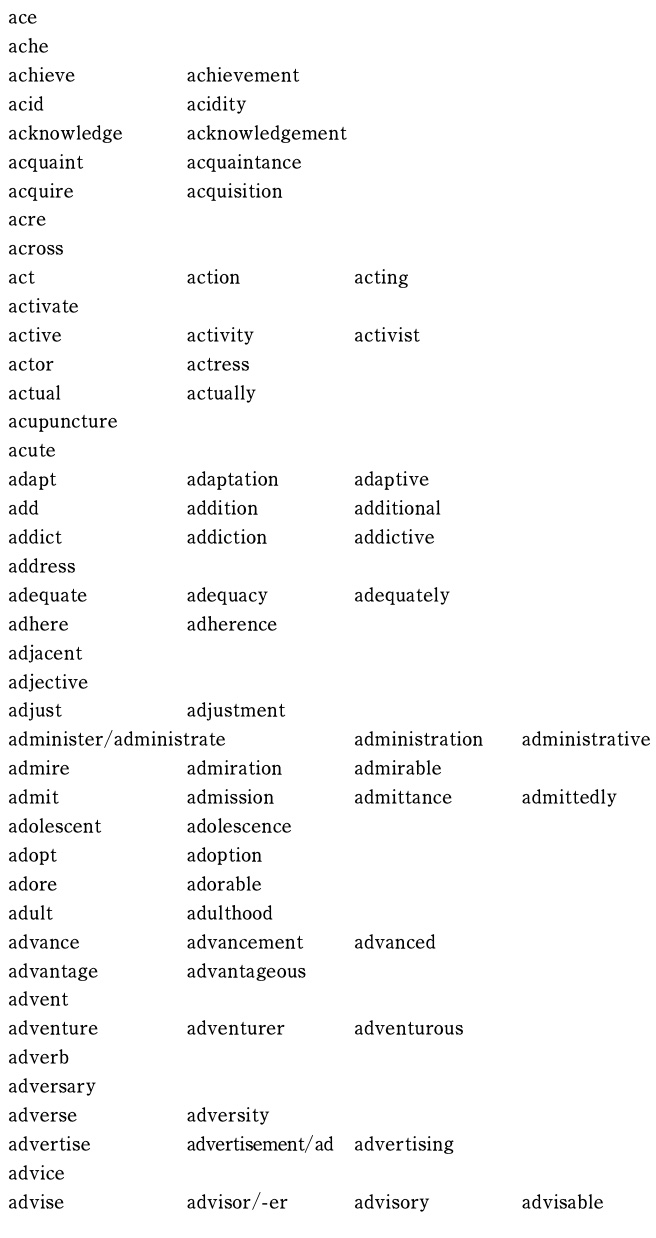 ace
ache
achieve achievement
acid acidity
acknowledge acknowledgement
acquaint acquaintance
acquire acquisition
acre
across
act action acting
activate
active activity activist
actor actress
actual actually
acupuncture
acute
adapt adaptation adaptive
add addition additional
addict addiction addictive
address
adequate adequacy adequately
adhere adherence
adjacent
adjective
adjust adjustment
administer/administrate administration administrative
admire admiration admirable
admit admission admittance admittedly
adolescent adolescence
adopt adoption
adore adorable
adult adulthood
advance advancement advanced
advantage advantageous
advent
adventure adventurer adventurous
adverb
adversary
adverse adversity
advertise advertisement/ad advertising
advice
advise advisor/-er advisory advisable